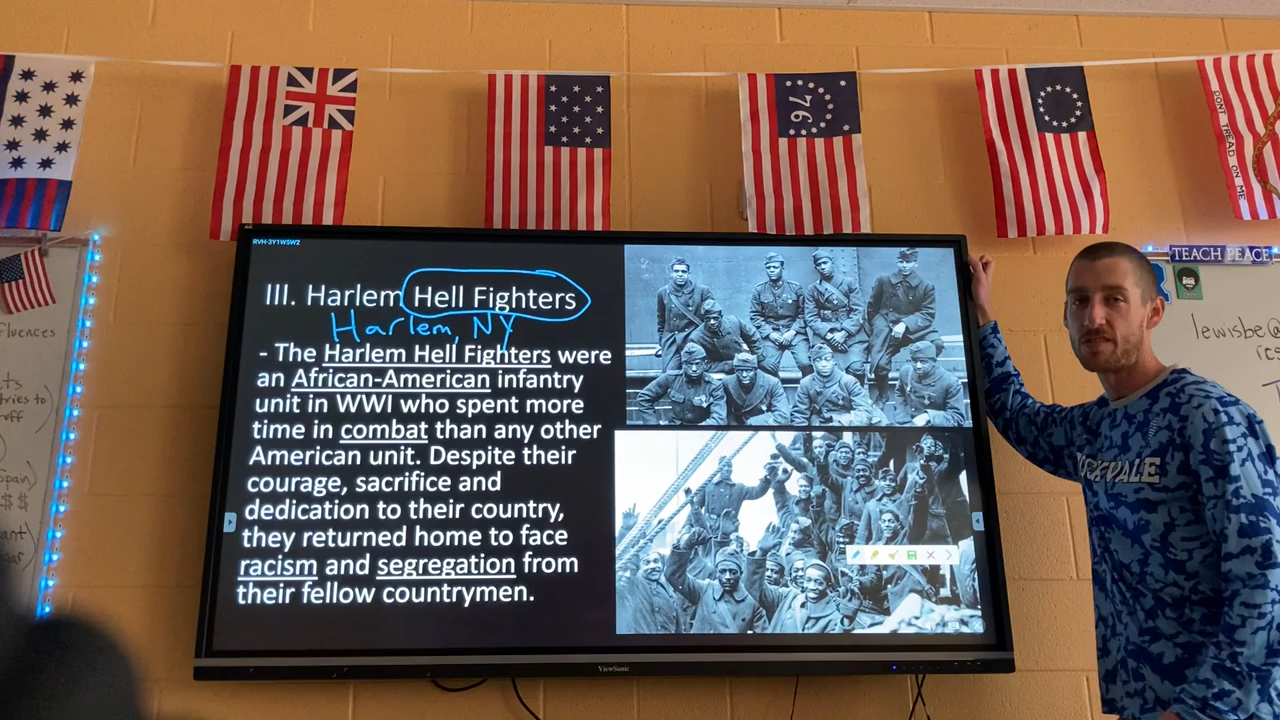 76
DONT TREAD ON ME
RVH-3Y1W5W2
TEACH PEACE
III. Harlem Hell Fighters
Harlem, NY
- The Harlem Hell Fighters were
an African-American infantry
unit in WWI who spent more
time in combat than any other
American unit. Despite their
courage, sacrifice and
dedication to their country,
they returned home to face
racism and segregation from
their fellow countrymen.
ViewSonic
lewisbe@